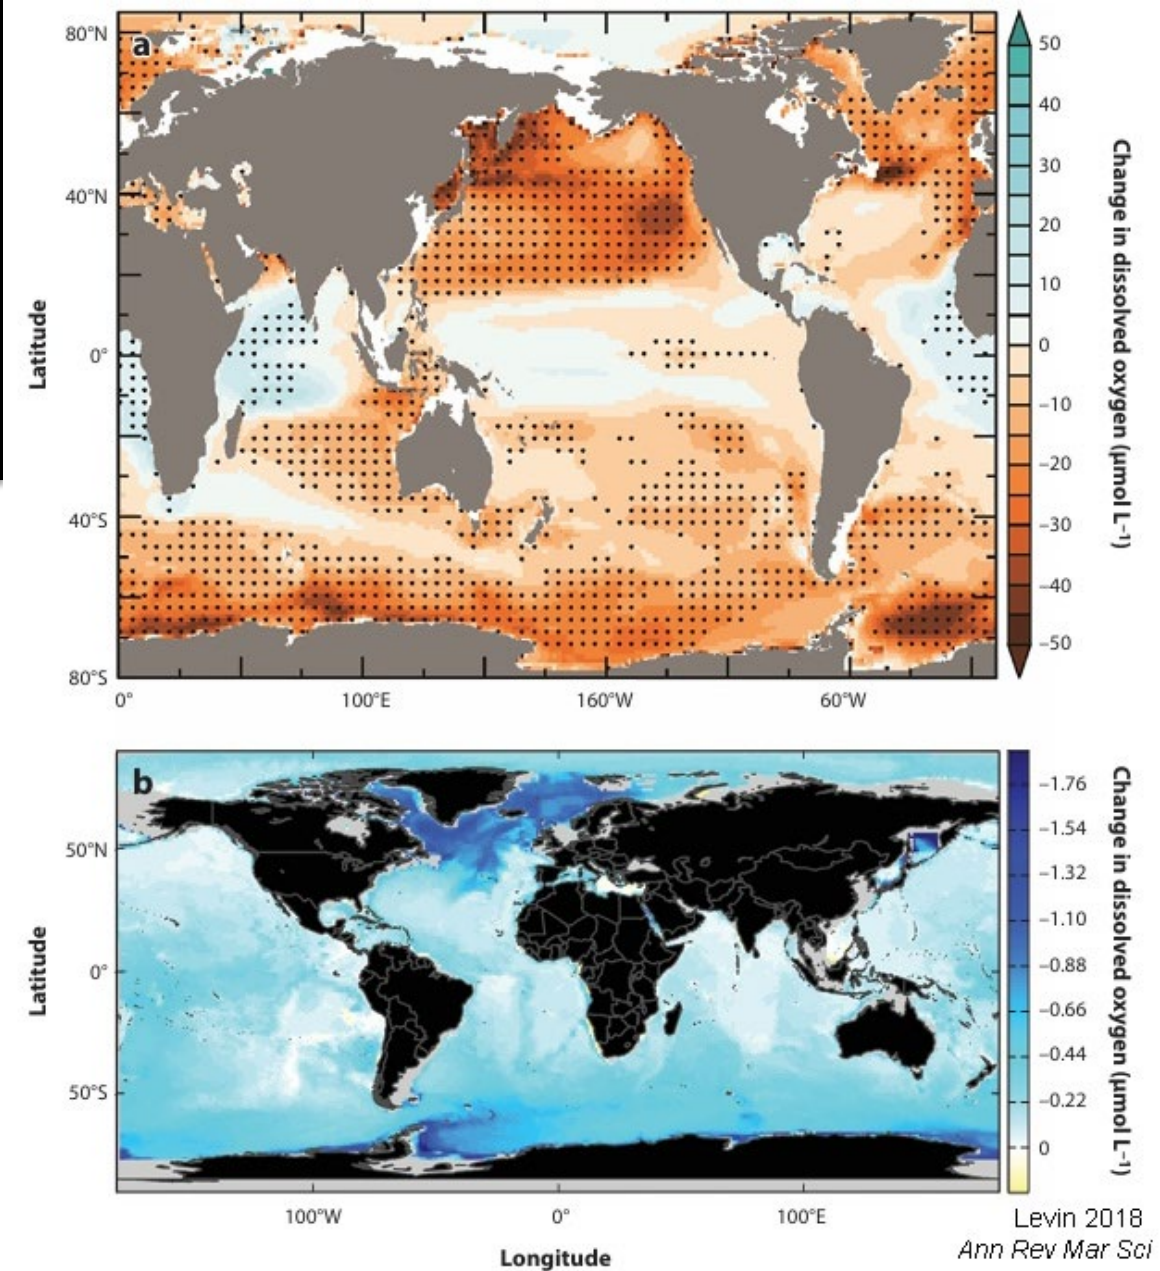 a
80°N
40°N
0°
40°S
80°S
Latitude
0°
100°E
160°W
60°W
50
40
30
20
10
0
–10
–20
–30
–40
–50
Change in dissolved oxygen (µmol L–1)
b
50°N
0°
50°S
Latitude
100°W
0°
100°E
Longitude
–1.76
–1.54
–1.32
–1.10
–0.88
–0.66
–0.44
–0.22
0
Change in dissolved oxygen (µmol L–1)
Levin 2018
Ann Rev Mar Sci